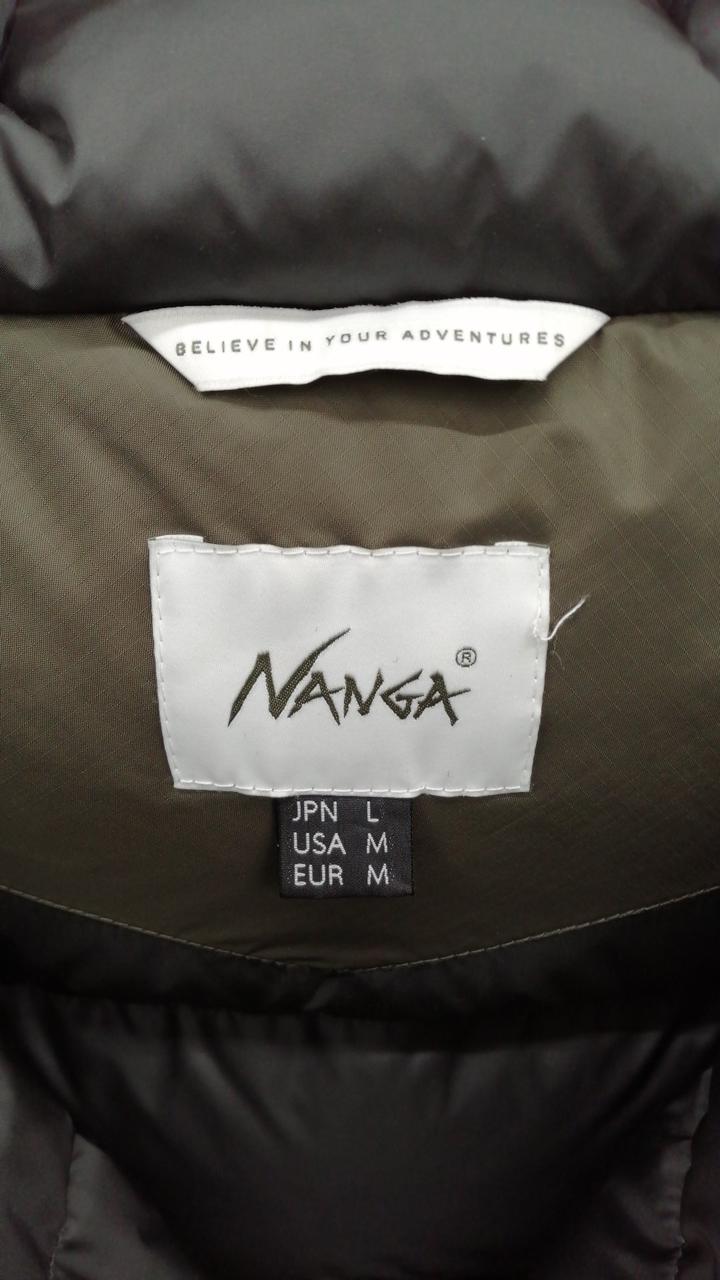 BELIEVE IN YOUR ADVENTURES
NANGA®
JPN L
USA M
EUR M